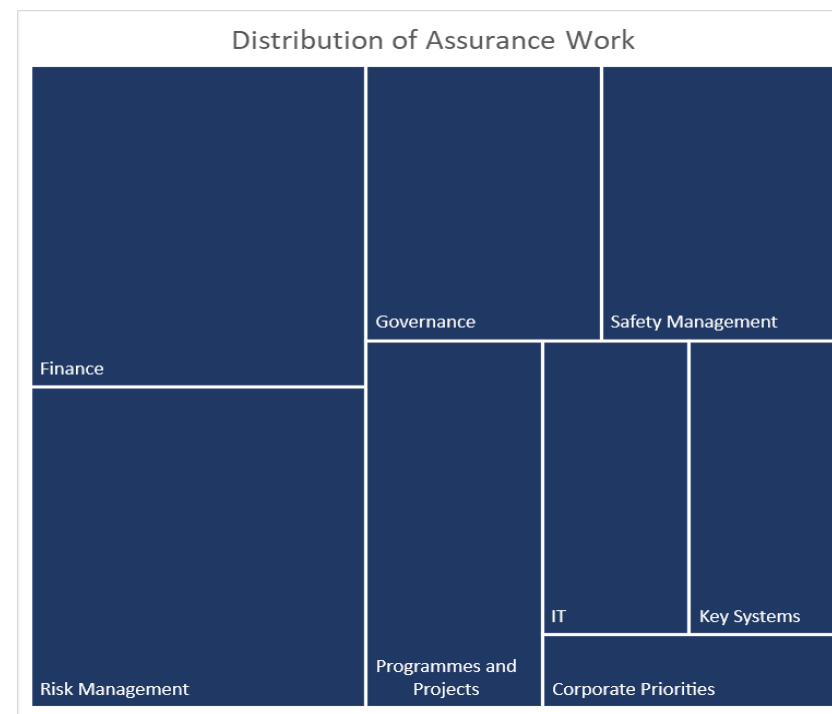 Distribution of Assurance Work
Governance
Safety Management
Finance
IT
Key Systems
Programmes and
Projects
Risk Management
Corporate Priorities